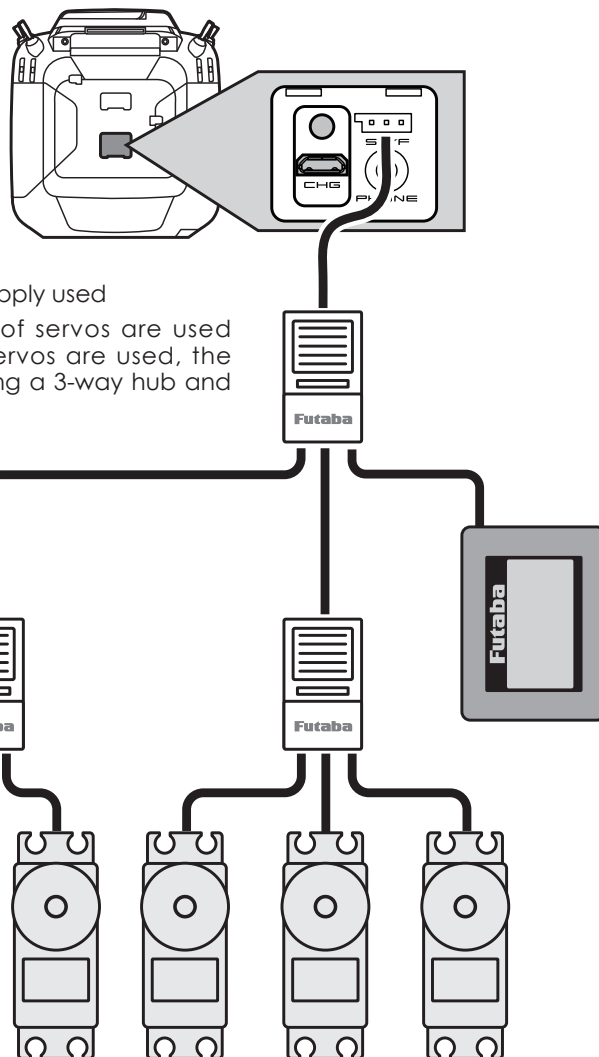 CHG
PHONE
pply used
of servos are used
ervos are used, the
ng a 3-way hub and
Futaba
Futaba
ba
Futaba